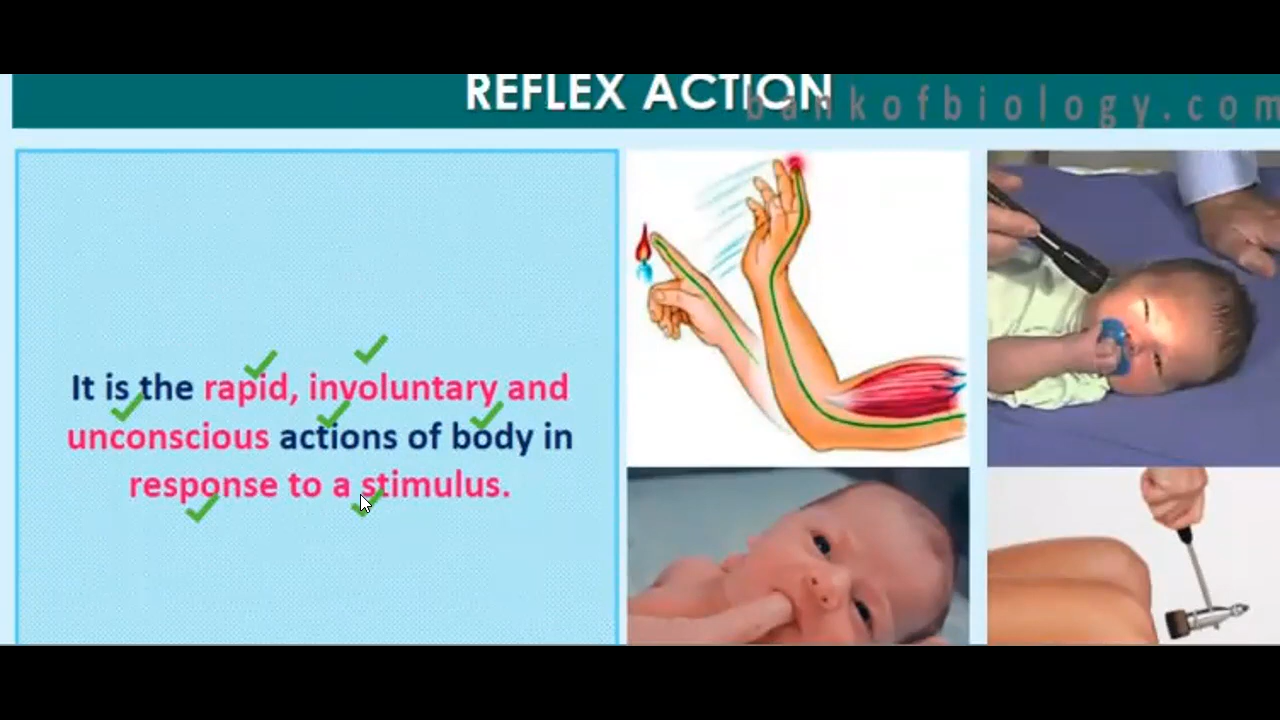 REFLEX ACTION
bankofbiology.com
It is the rapid, involuntary and
unconscious actions of body in
response to a stimulus.